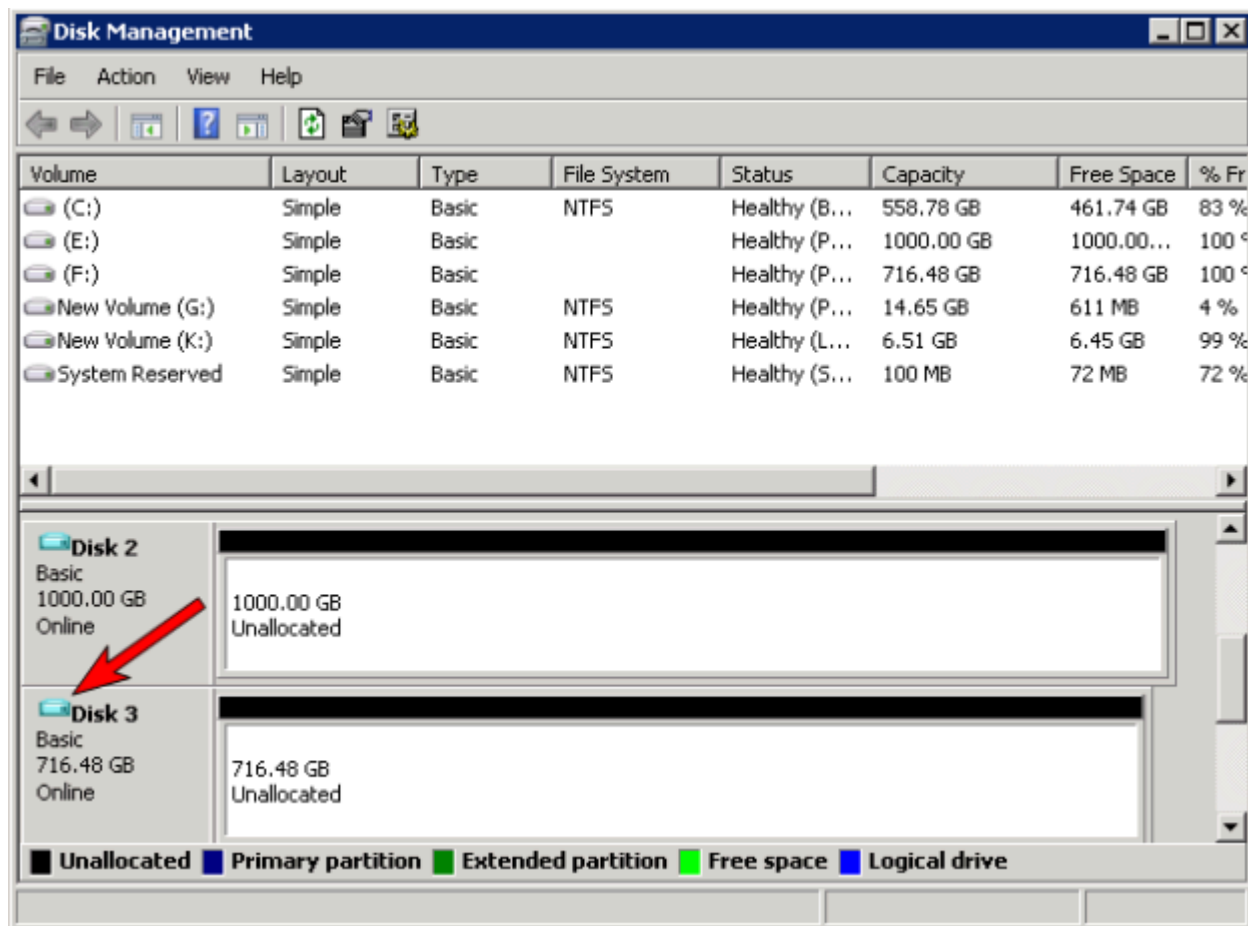 Disk Management
File Action View Help
Volume Layout Type File System Status Capacity Free Space % Fr
(C:) Simple Basic NTFS Healthy (B... 558.78 GB 461.74 GB 83 %
(E:) Simple Basic Healthy (P... 1000.00 GB 1000.00... 100 %
(F:) Simple Basic Healthy (P... 716.48 GB 716.48 GB 100 %
New Volume (G:) Simple Basic NTFS Healthy (P... 14.65 GB 611 MB 4 %
New Volume (K:) Simple Basic NTFS Healthy (L... 6.51 GB 6.45 GB 99 %
System Reserved Simple Basic NTFS Healthy (S... 100 MB 72 MB 72 %
Disk 2
Basic
1000.00 GB
Online
1000.00 GB
Unallocated
Disk 3
Basic
716.48 GB
Online
716.48 GB
Unallocated
Unallocated Primary partition Extended partition Free space Logical drive